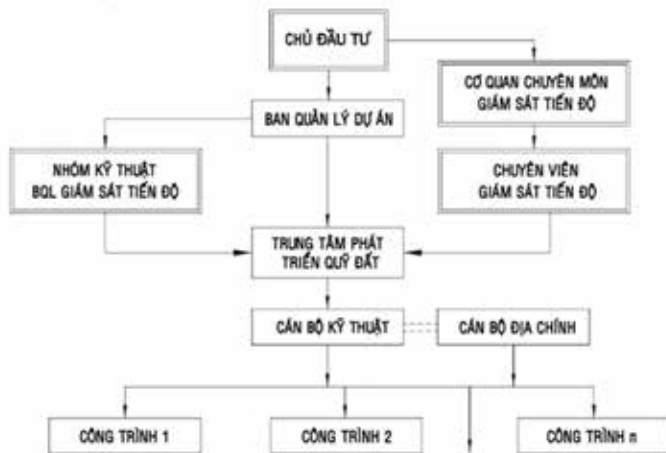 CHỦ ĐẦU TƯ
CƠ QUAN CHUYÊN MÔN
GIÁM SÁT TIẾN ĐỘ
BAN QUẢN LÝ DỰ ÁN
NHÓM KỸ THUẬT
BQL GIÁM SÁT TIẾN ĐỘ
CHUYÊN VIÊN
GIÁM SÁT TIẾN ĐỘ
TRUNG TÂM PHÁT
TRIỂN QUỸ ĐẤT
CÁN BỘ KỸ THUẬT
CÁN BỘ ĐỊA CHÍNH
CÔNG TRÌNH 1
CÔNG TRÌNH 2
CÔNG TRÌNH n